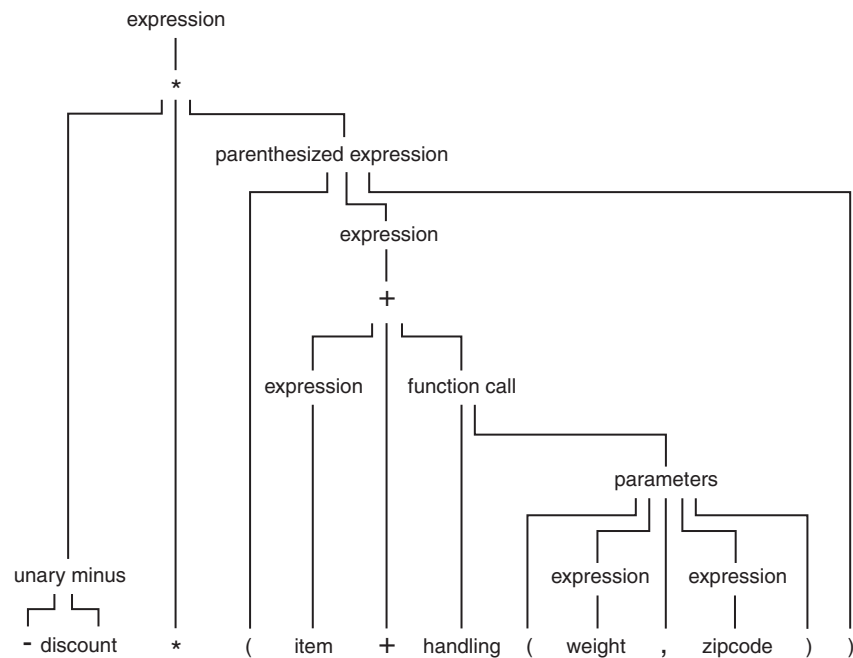 expression
*
parenthesized expression
expression
+
expression function call
parameters
unary minus expression expression
- discount * ( item + handling ( weight , zipcode ) )